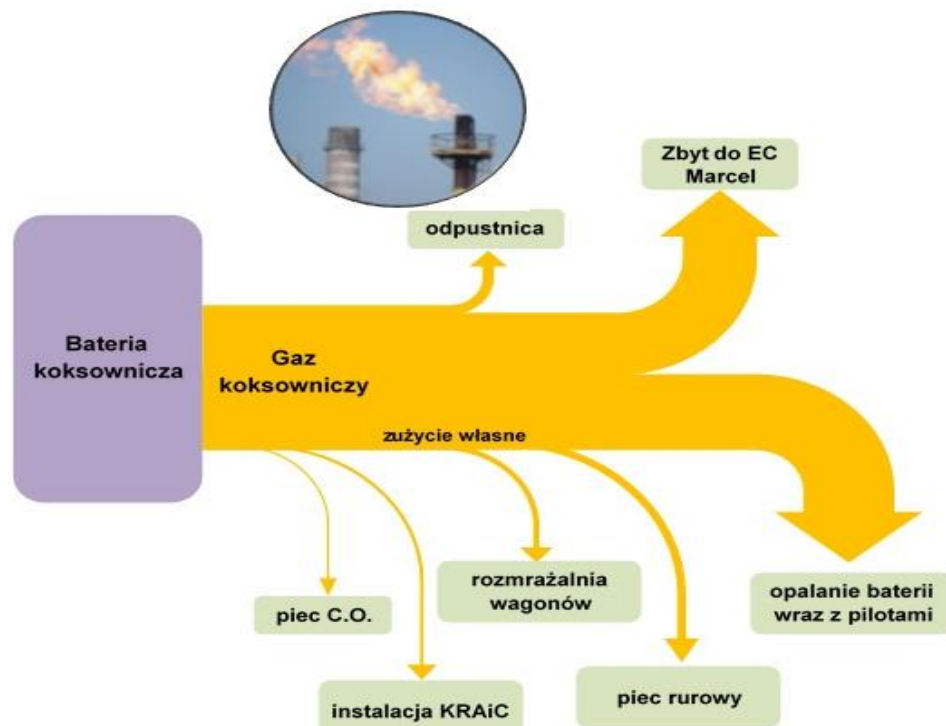 Zbyt do EC
Marcel
odpustnica
Bateria
koksownicza
Gaz
koksowniczy
zużycie własne
rozmrażalnia
wagonów
opalanie baterii
wraz z pilotami
piec C.O.
piec rurowy
instalacja KRAiC